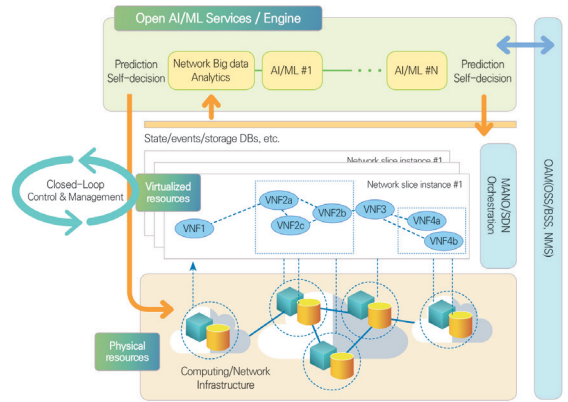 Open AI/ML Services / Engine
Prediction
Self-decision
Network Big data
Analytics
AI/ML #1
AI/ML #N
Prediction
Self-decision
State/events/storage DBs, etc.
Network slice instance #1
Network slice instance #1
Closed-Loop
Control & Management
Virtualized
resources
VNF1
VNF2a
VNF2c
VNF2b
VNF3
VNF4a
VNF4b
MANO/SDN
Orchestration
OAM(OSS/BSS, NMS)
Physical
resources
Computing/Network
Infrastructure